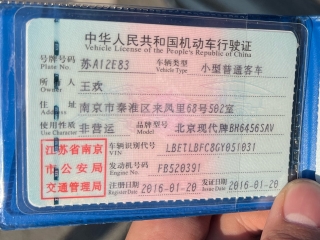 中华人民共和国机动车行驶证
Vehicle License of the People's Republic of China
号牌号码 苏A12E83 车辆类型 小型普通客车
Plate No. Vehicle Type
所有人 王欢
Owner
住址 南京市秦淮区来凤里68号502室
Address
使用性质 非营运 品牌型号 北京现代牌BH6456SAV
Use Character
江苏省南京市公安局交通管理局
车辆识别代号 LBETLBFC8GY051031
VIN
发动机号码 FB520391
Engine No.
注册日期 2016-01-20 发证日期 2016-01-20
Register Date Issue Date